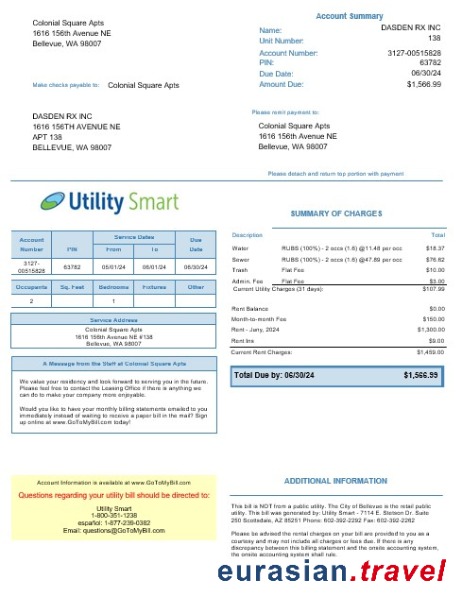 Colonial Square Apts
1616 156th Avenue NE
Bellevue, WA 98007
Make checks payable to: Colonial Square Apts
DASDEN RX INC
1616 156TH AVENUE NE
APT 138
BELLEVUE, WA 98007
Account Summary
Name: DASDEN RX INC
Unit Number: 138
Account Number: 3127-00515828
PIN: 63782
Due Date: 06/30/24
Amount Due: $1,566.99
Please remit payment to:
Colonial Square Apts
1616 156th Avenue NE
Bellevue, WA 98007
Please detach and return top portion with payment
Utility Smart
Account Number PIN Service Dates From To Due Date
3127-00515828 63782 05/01/24 06/01/24 06/30/24
Occupants Sq. Feet Bedrooms Fixtures Other
2 1
Service Address
Colonial Square Apts
1616 156th Avenue NE #138
Bellevue, WA 98007
A Message from the Staff at Colonial Square Apts
We value your residency and look forward to serving you in the future.
Please feel free to contact the Leasing Office if there is anything we
can do to make your company more enjoyable.
Would you like to have your monthly billing statements emailed to you
immediately instead of waiting to receive a paper bill in the mail? Sign
up online at www.GoToMyBill.com today!
SUMMARY OF CHARGES
Description Total
Water RUBS (100%) - 2 occs (1.6) @11.48 per occ $18.37
Sewer RUBS (100%) - 2 occs (1.6) @47.89 per occ $76.62
Trash Flat Fee $10.00
Admin. Fee Flat Fee $3.00
Current Utility Charges (31 days): $107.99
Rent Balance $0.00
Month-to-month Fee $150.00
Rent - Jany, 2024 $1,300.00
Rent Ins $9.00
Current Rent Charges: $1,459.00
Total Due by: 06/30/24 $1,566.99
Account Information is available at www.GoToMyBill.com
Questions regarding your utility bill should be directed to:
Utility Smart
1-800-351-1238
español: 1-877-239-0382
Email: questions@GoToMyBill.com
ADDITIONAL INFORMATION
This bill is NOT from a public utility. The City of Bellevue is the retail public
utility. This bill was generated by: Utility Smart - 7114 E. Stetson Dr. Suite
250 Scottsdale, AZ 85251 Phone: 602-392-2292 Fax: 602-392-2262
Please be advised the rental charges on your bill are provided to you as a
courtesy and may not include all charges or fees due. If there is any
discrepancy between this billing statement and the onsite accounting system,
the onsite accounting system shall rule.
eurasian.travel